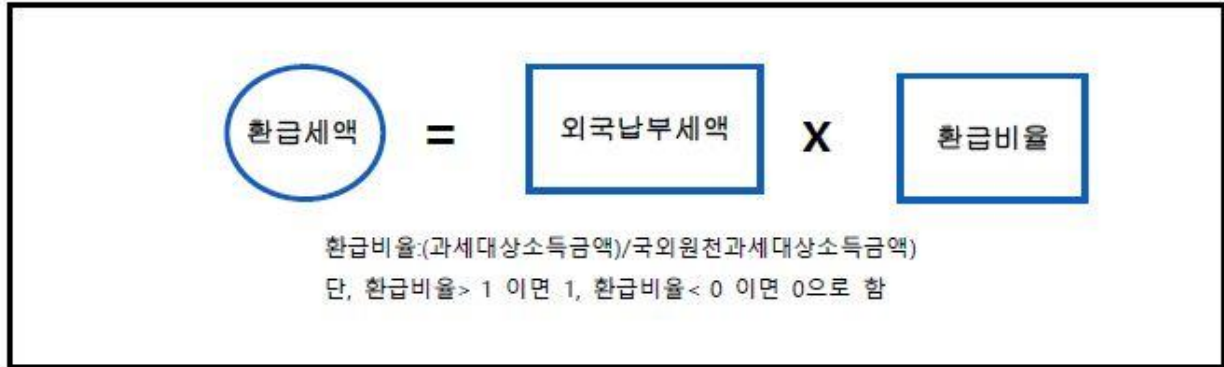 환급세액 = 외국납부세액 X 환급비율
환급비율:(과세대상소득금액)/국외원천과세대상소득금액)
단, 환급비율> 1 이면 1, 환급비율< 0 이면 0으로 함